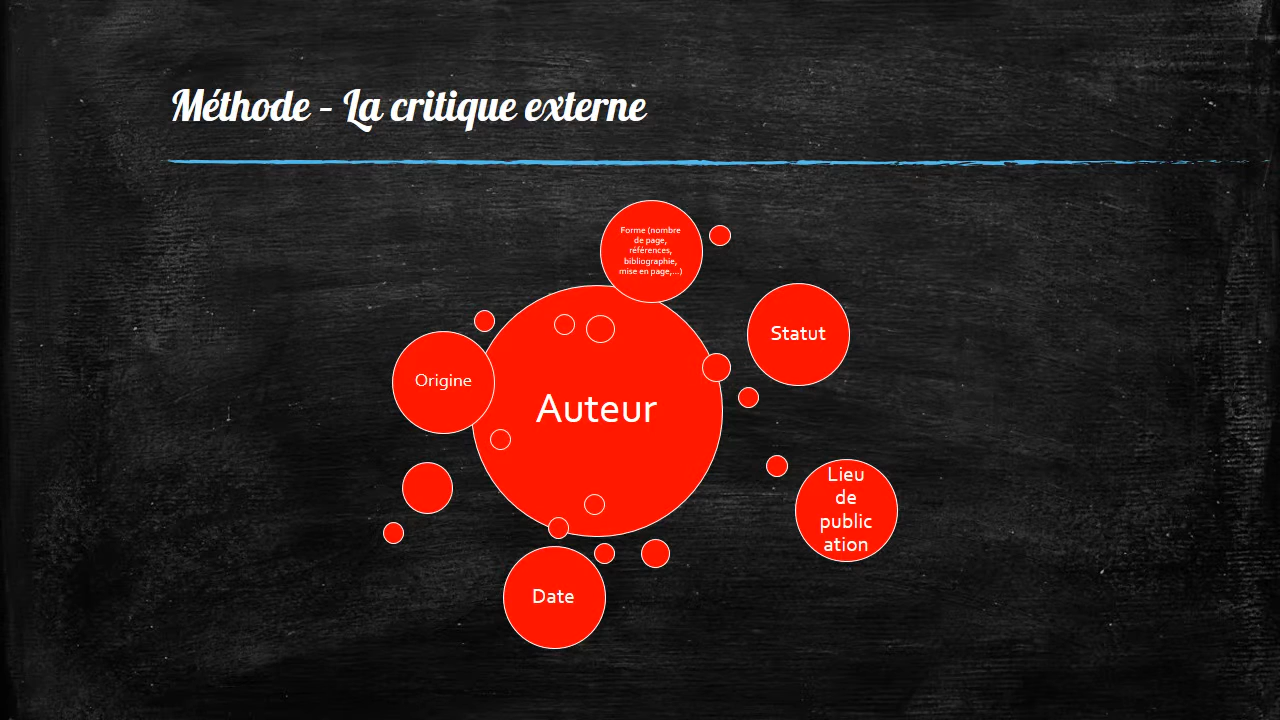 Méthode – La critique externe
Forme (nombre
de page,
références,
bibliographie,
mise en page,...)
Statut
Origine
Auteur
Lieu
de
public
ation
Date